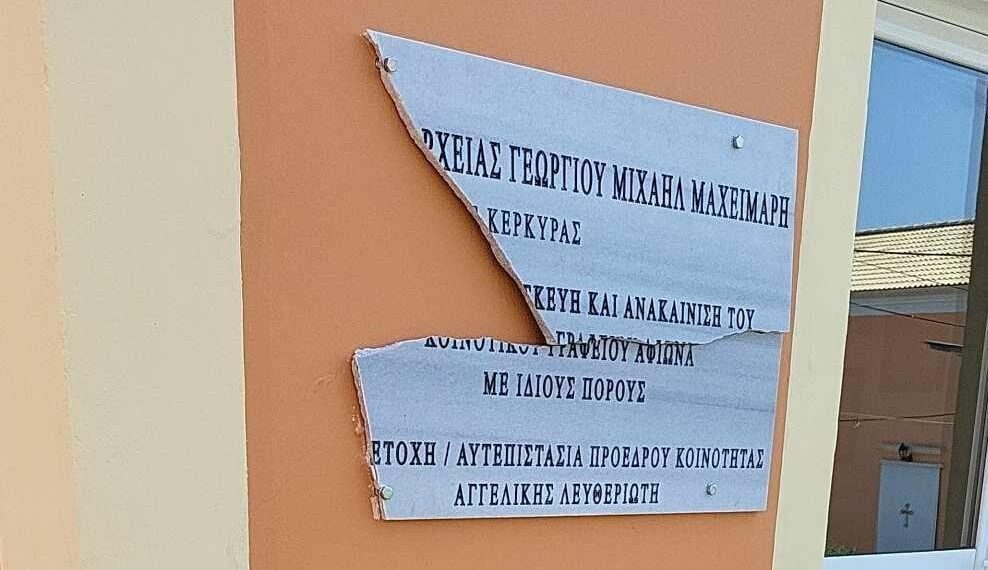 ΡΧΕΙΑΣ ΓΕΩΡΓΙΟΥ ΜΙΧΑΗΛ ΜΑΧΕΙΜΑΡΗ
ΚΕΡΚΥΡΑΣ
ΣΚΕΥΗ ΚΑΙ ΑΝΑΚΑΙΝΙΣΗ ΤΟΥ
ΚΟΙΝΟΤΙΚΟΥ ΓΡΑΦΕΙΟΥ ΑΦΙΩΝΑ
ΜΕ ΙΔΙΟΥΣ ΠΟΡΟΥΣ
ΕΤΟΧΗ / ΑΥΤΕΠΙΣΤΑΣΙΑ ΠΡΟΕΔΡΟΥ ΚΟΙΝΟΤΗΤΑΣ
ΑΓΓΕΛΙΚΗΣ ΛΕΥΘΕΡΙΩΤΗ